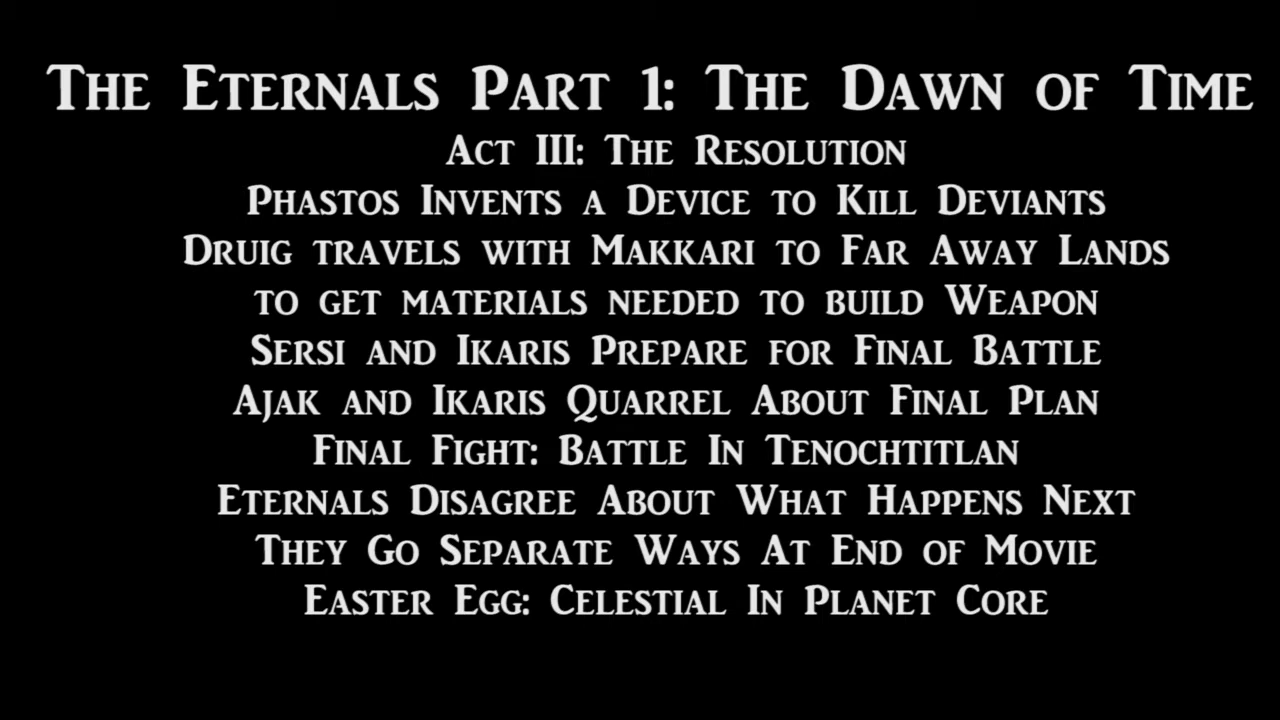 The Eternals Part 1: The Dawn of Time
Act III: The Resolution
Phastos Invents a Device to Kill Deviants
Druig travels with Makkari to Far Away Lands
to get materials needed to build Weapon
Sersi and Ikaris Prepare for Final Battle
Ajak and Ikaris Quarrel About Final Plan
Final Fight: Battle In Tenochtitlan
Eternals Disagree About What Happens Next
They Go Separate Ways At End of Movie
Easter Egg: Celestial In Planet Core